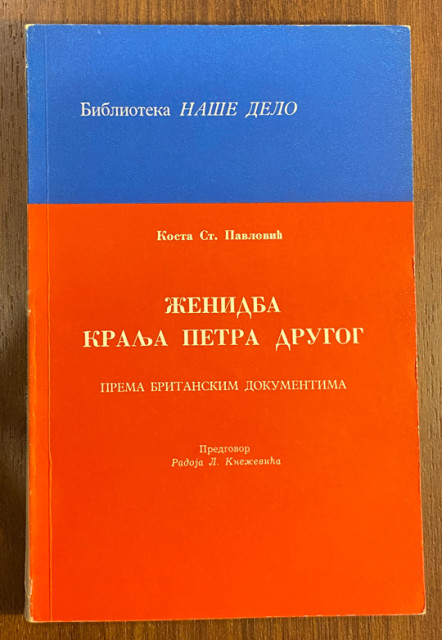 Библиотека НАШЕ ДЕЛО
Коста Ст. Павловић
ЖЕНИДБА
КРАЉА ПЕТРА ДРУГОГ
ПРЕМА БРИТАНСКИМ ДОКУМЕНТИМА
Предговор
Радоја Л. Кнежевића